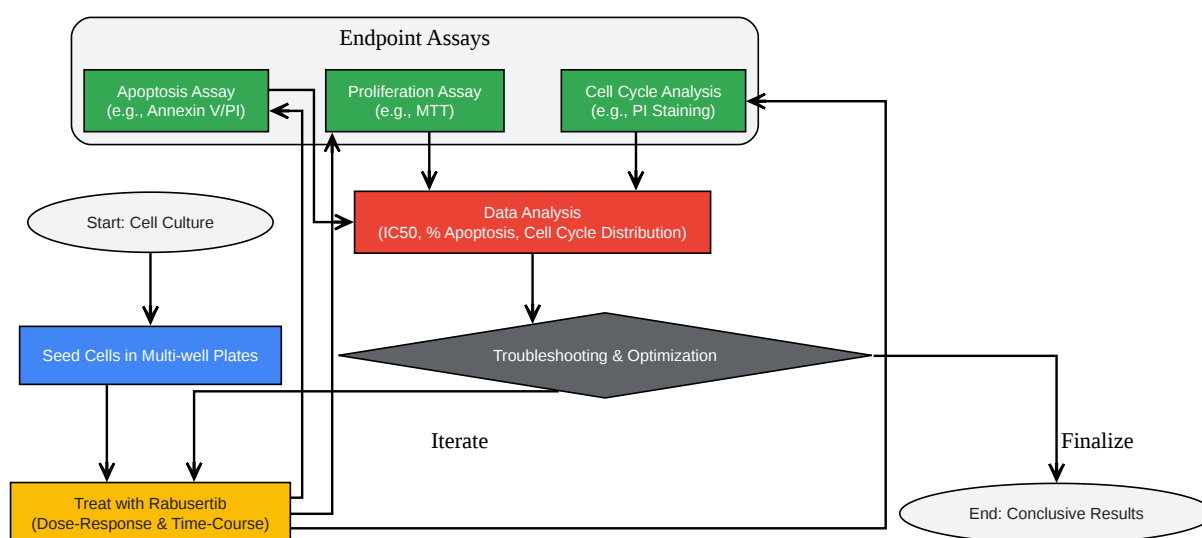 Endpoint Assays
Apoptosis Assay
(e.g., Annexin V/PI)
Proliferation Assay
(e.g., MTT)
Cell Cycle Analysis
(e.g., PI Staining)
Start: Cell Culture
Data Analysis
(IC50, % Apoptosis, Cell Cycle Distribution)
Seed Cells in Multi-well Plates
Troubleshooting & Optimization
Iterate
Finalize
Treat with Rabusertib
(Dose-Response & Time-Course)
End: Conclusive Results